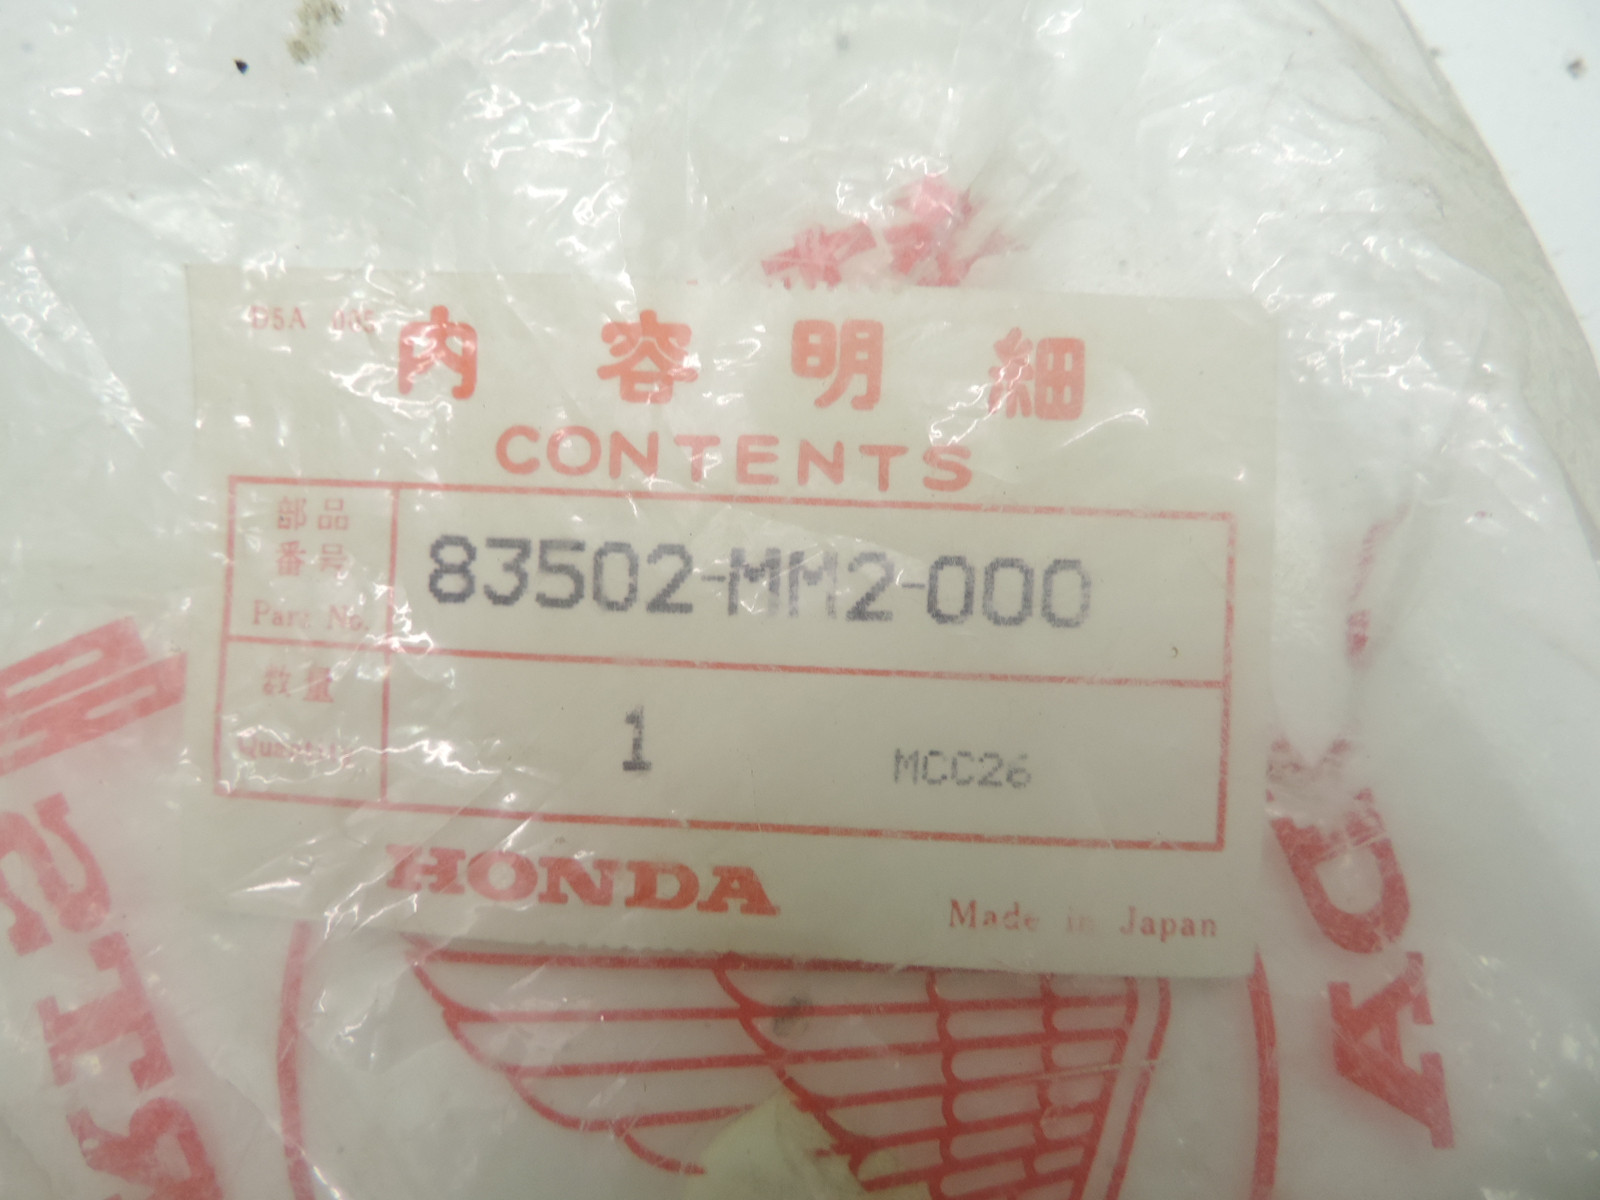 内容明細
CONTENTS
部品
番号
Part No.
83502-MM2-000
数量
Quantity
1
MCC26
HONDA
Made in Japan